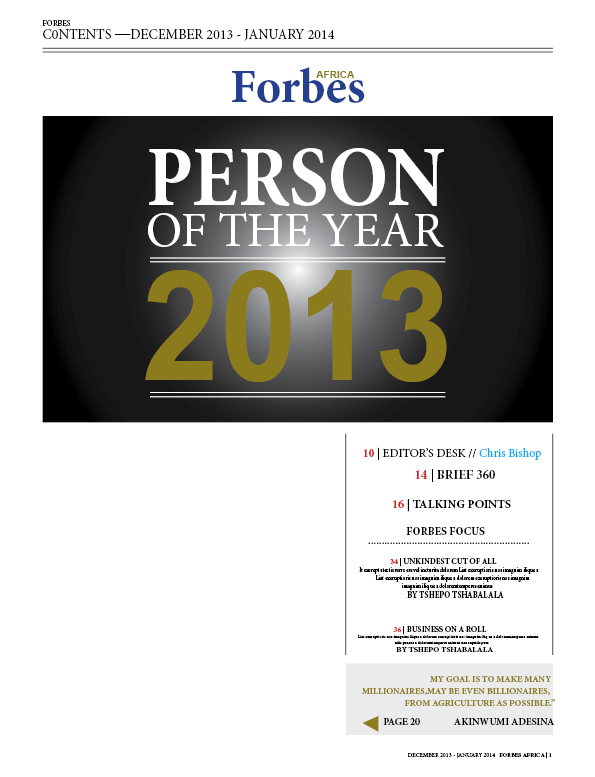 FORBES
C0NTENTS —DECEMBER 2013 - JANUARY 2014
AFRICA
Forbes
PERSON
OF THE YEAR
2013
10 | EDITOR'S DESK // Chris Bishop
14 | BRIEF 360
16 | TALKING POINTS
FORBES FOCUS
34 | UNKINDEST CUT OF ALL
BY TSHEPO TSHABALALA
36 | BUSINESS ON A ROLL
BY TSHEPO TSHABALALA
MY GOAL IS TO MAKE MANY
MILLIONAIRES,MAY BE EVEN BILLIONAIRES,
FROM AGRICULTURE AS POSSIBLE."
PAGE 20 AKINWUMI ADESINA
DECEMBER 2013 - JANUARY 2014 FORBES AFRICA | 1